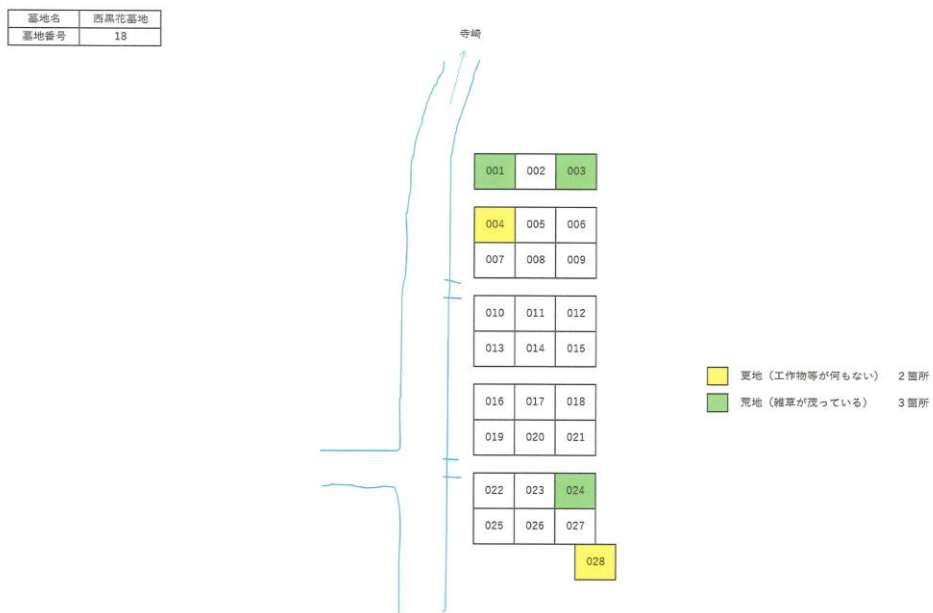 墓地名 西黒花墓地
墓地番号 18
寺崎
001 002 003
004 005 006
007 008 009
010 011 012
013 014 015
016 017 018
019 020 021
022 023 024
025 026 027
028
更地（工作物等が何もない） 2箇所
荒地（雑草が茂っている） 3箇所